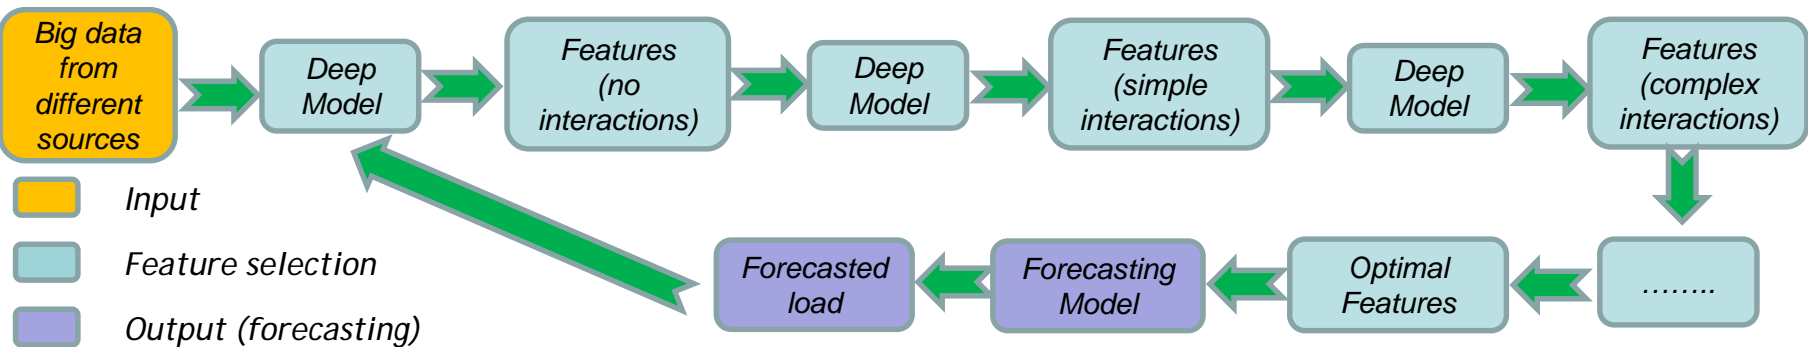 Big data
from
different
sources
Deep
Model
Features
(no
interactions)
Deep
Model
Features
(simple
interactions)
Deep
Model
Features
(complex
interactions)
Input
Feature selection
Output (forecasting)
Forecasted
load
Forecasting
Model
Optimal
Features
........